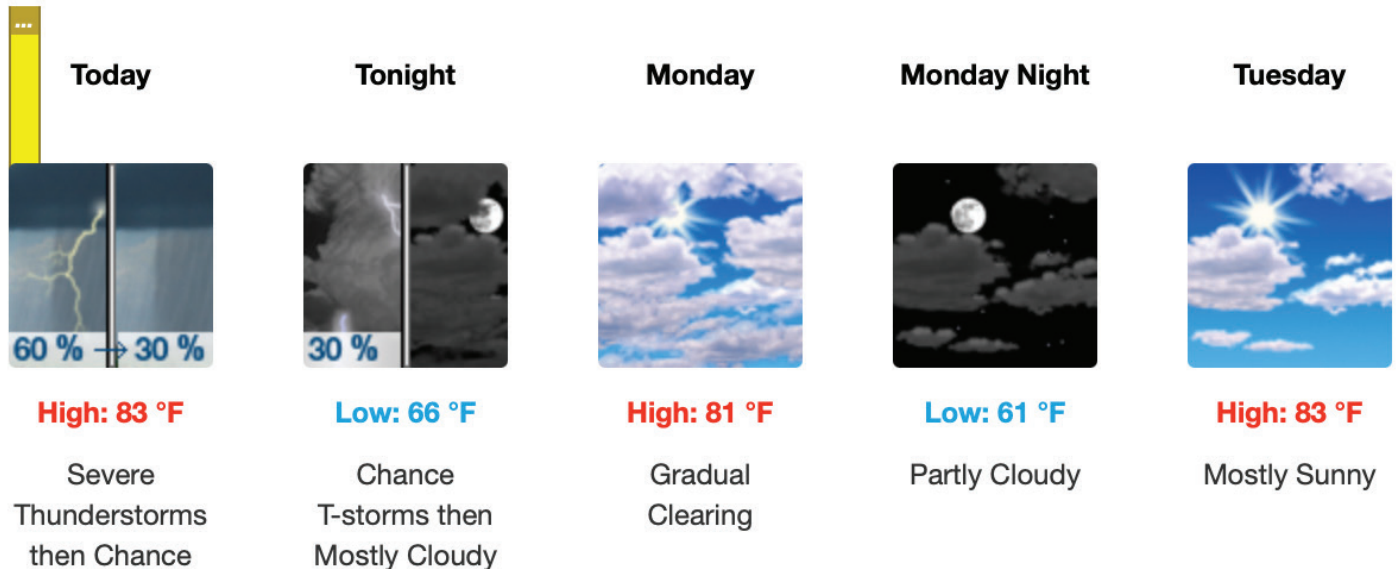 ...
Today
Tonight
Monday
Monday Night
Tuesday
60 % → 30 %
30 %
High: 83 °F
Low: 66 °F
High: 81 °F
Low: 61 °F
High: 83 °F
Severe
Thunderstorms
then Chance
Chance
T-storms then
Mostly Cloudy
Gradual
Clearing
Partly Cloudy
Mostly Sunny